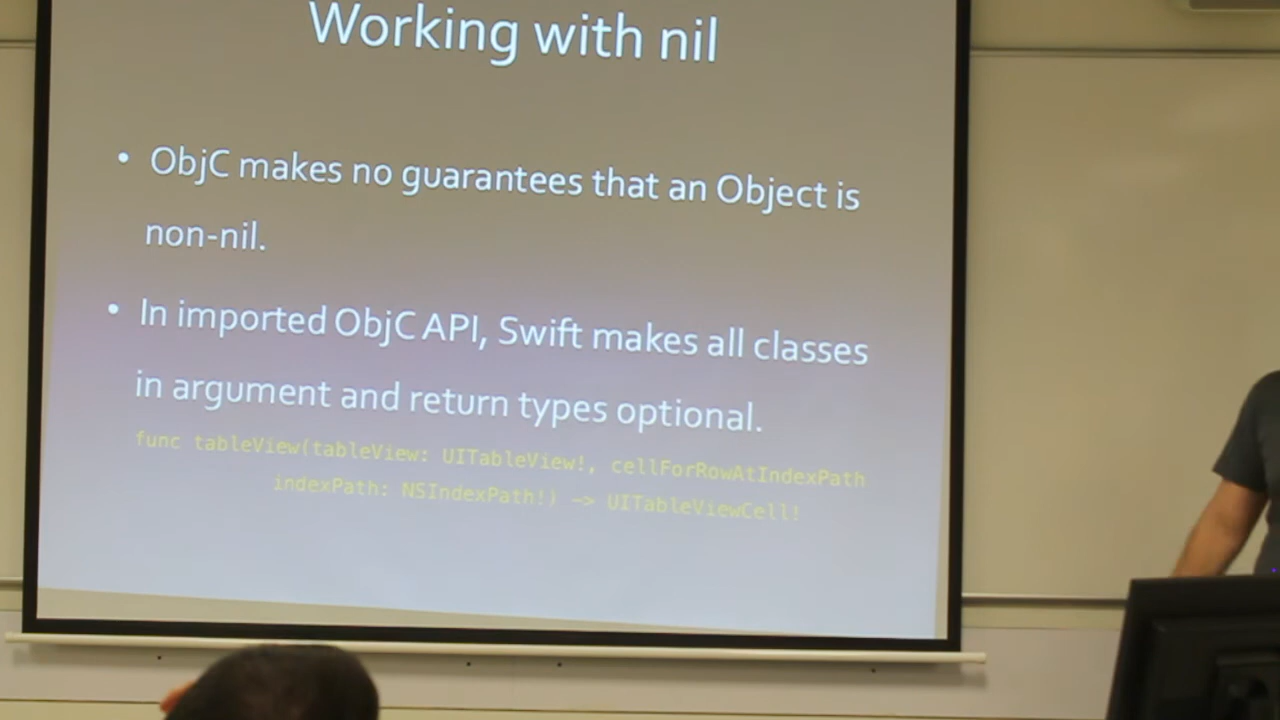 Working with nil
• ObjC makes no guarantees that an Object is
non-nil.
• In imported ObjC API, Swift makes all classes
in argument and return types optional.
func tableView(tableView: UITableView!, cellForRowAtIndexPath
indexPath: NSIndexPath!) -> UITableViewCell!